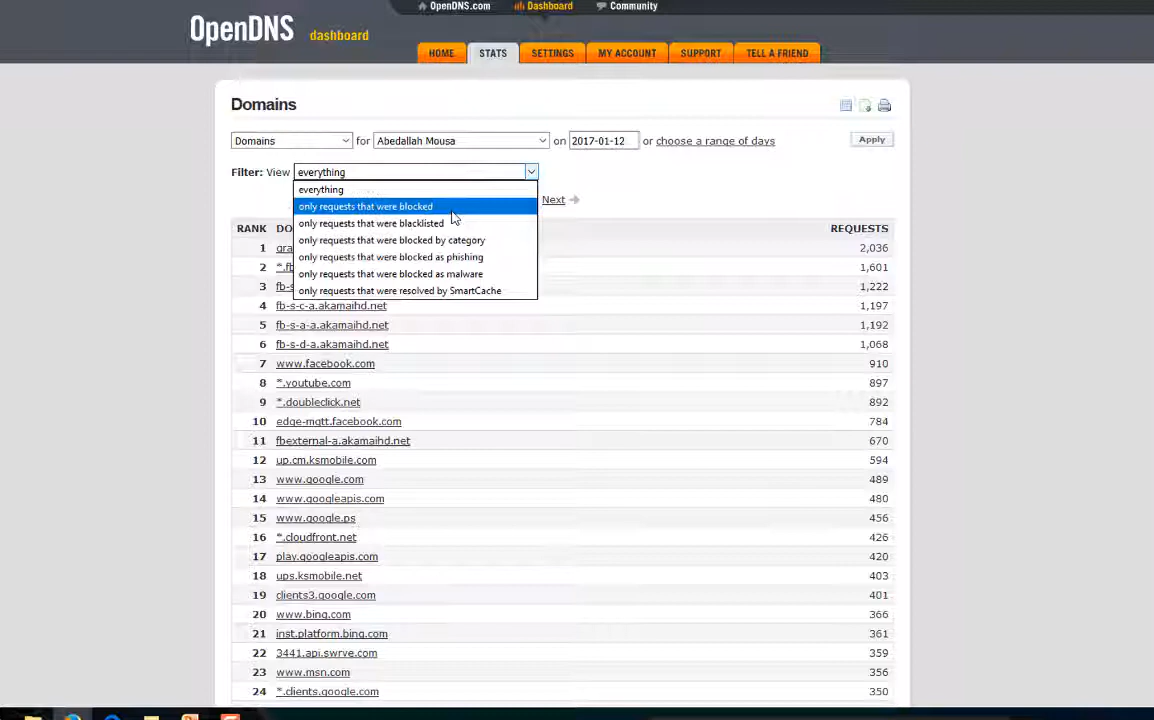 OpenDNS.com Dashboard Community
OpenDNS dashboard
HOME STATS SETTINGS MY ACCOUNT SUPPORT TELL A FRIEND
Domains
Domains for Abedallah Mousa on 2017-01-12 or choose a range of days Apply
Filter: View everything
everything
only requests that were blocked
only requests that were blacklisted
only requests that were blocked by category
only requests that were blocked as phishing
only requests that were blocked as malware
only requests that were resolved by SmartCache
Next
RANK DO REQUESTS
1 gra 2,036
2 *.fb 1,601
3 fb-s 1,222
4 fb-s-c-a.akamaihd.net 1,197
5 fb-s-a-a.akamaihd.net 1,192
6 fb-s-d-a.akamaihd.net 1,068
7 www.facebook.com 910
8 *.youtube.com 897
9 *.doubleclick.net 892
10 edge-mqtt.facebook.com 784
11 fbexternal-a.akamaihd.net 670
12 up.cm.ksmobile.com 594
13 www.google.com 489
14 www.googleapis.com 480
15 www.google.ps 456
16 *.cloudfront.net 426
17 play.googleapis.com 420
18 ups.ksmobile.net 403
19 clients3.google.com 401
20 www.bing.com 366
21 inst.platform.bing.com 361
22 3441.api.swrve.com 359
23 www.msn.com 356
24 *.clients.google.com 350